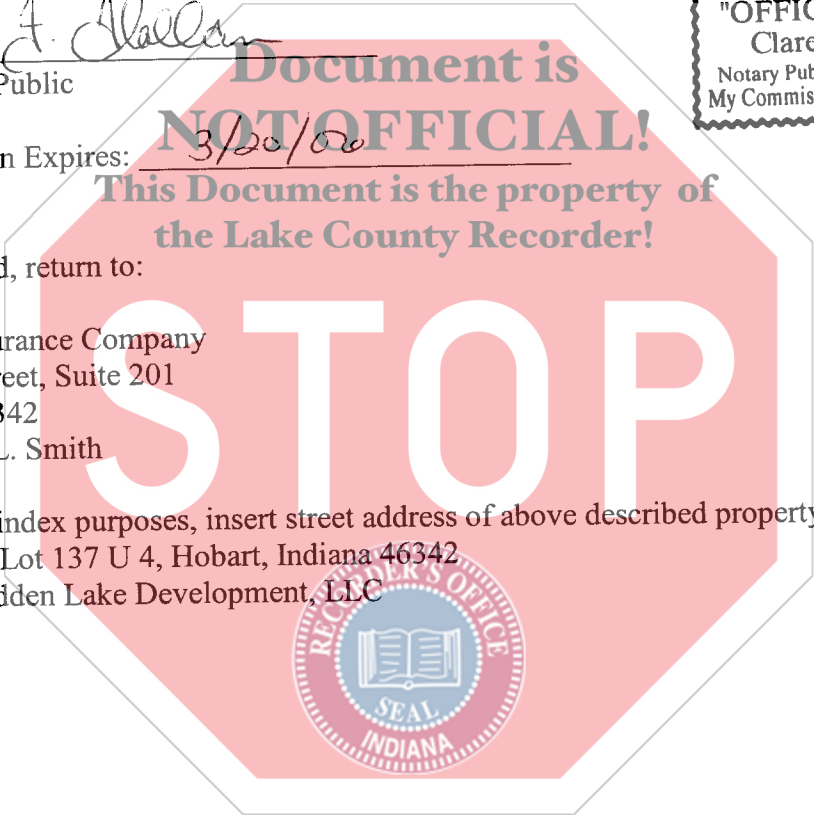 "OFFIC
Clare
Notary Pub
My Commis
Public
Document is
NOT OFFICIAL!
n Expires: 3/20/00
This Document is the property of
the Lake County Recorder!
d, return to:
urance Company
reet, Suite 201
342
L. Smith
STOP
index purposes, insert street address of above described property
Lot 137 U 4, Hobart, Indiana 46342
dden Lake Development, LLC
RECORDER'S OFFICE
SEAL
INDIANA